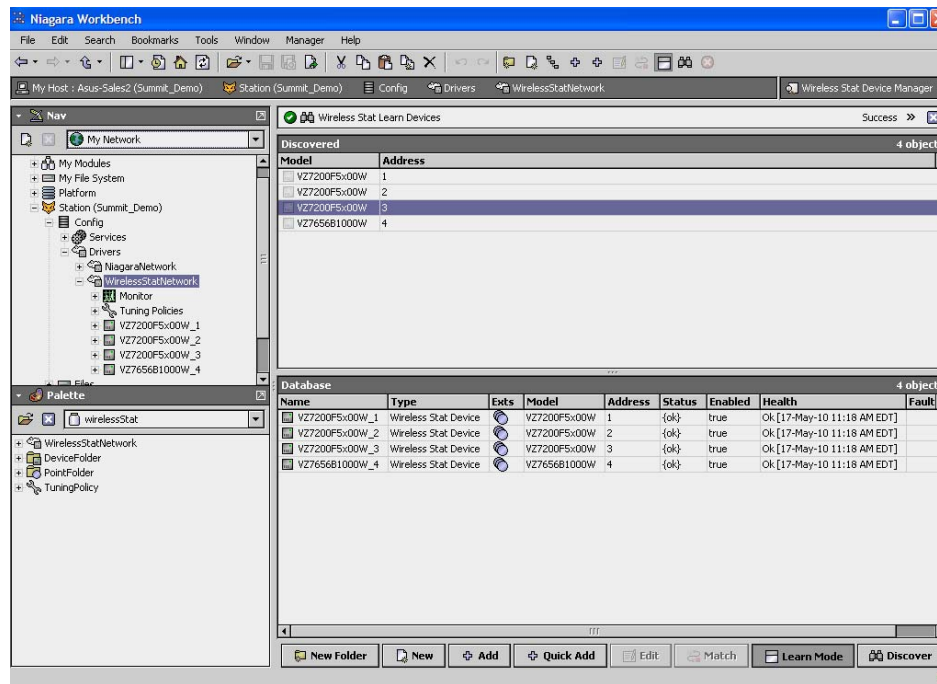 Niagara Workbench
File Edit Search Bookmarks Tools Window Manager Help
My Host : Asus-Sales2 (Summit_Demo) Station (Summit_Demo) Config Drivers WirelessStatNetwork Wireless Stat Device Manager
Nav
My Network
My Modules
My File System
Platform
Station (Summit_Demo)
Config
Services
Drivers
NiagaraNetwork
WirelessStatNetwork
Monitor
Tuning Policies
VZ7200F5x00W_1
VZ7200F5x00W_2
VZ7200F5x00W_3
VZ7656B1000W_4
Files
Palette
wirelessStat
WirelessStatNetwork
DeviceFolder
PointFolder
TuningPolicy
Wireless Stat Learn Devices Success »
Discovered 4 object
Model Address
VZ7200F5x00W 1
VZ7200F5x00W 2
VZ7200F5x00W 3
VZ7656B1000W 4
Database 4 object
Name Type Exts Model Address Status Enabled Health Fault
VZ7200F5x00W_1 Wireless Stat Device VZ7200F5x00W 1 {ok} true Ok [17-May-10 11:18 AM EDT]
VZ7200F5x00W_2 Wireless Stat Device VZ7200F5x00W 2 {ok} true Ok [17-May-10 11:18 AM EDT]
VZ7200F5x00W_3 Wireless Stat Device VZ7200F5x00W 3 {ok} true Ok [17-May-10 11:18 AM EDT]
VZ7656B1000W_4 Wireless Stat Device VZ7656B1000W 4 {ok} true Ok [17-May-10 11:18 AM EDT]
New Folder New Add Quick Add Edit Match Learn Mode Discover